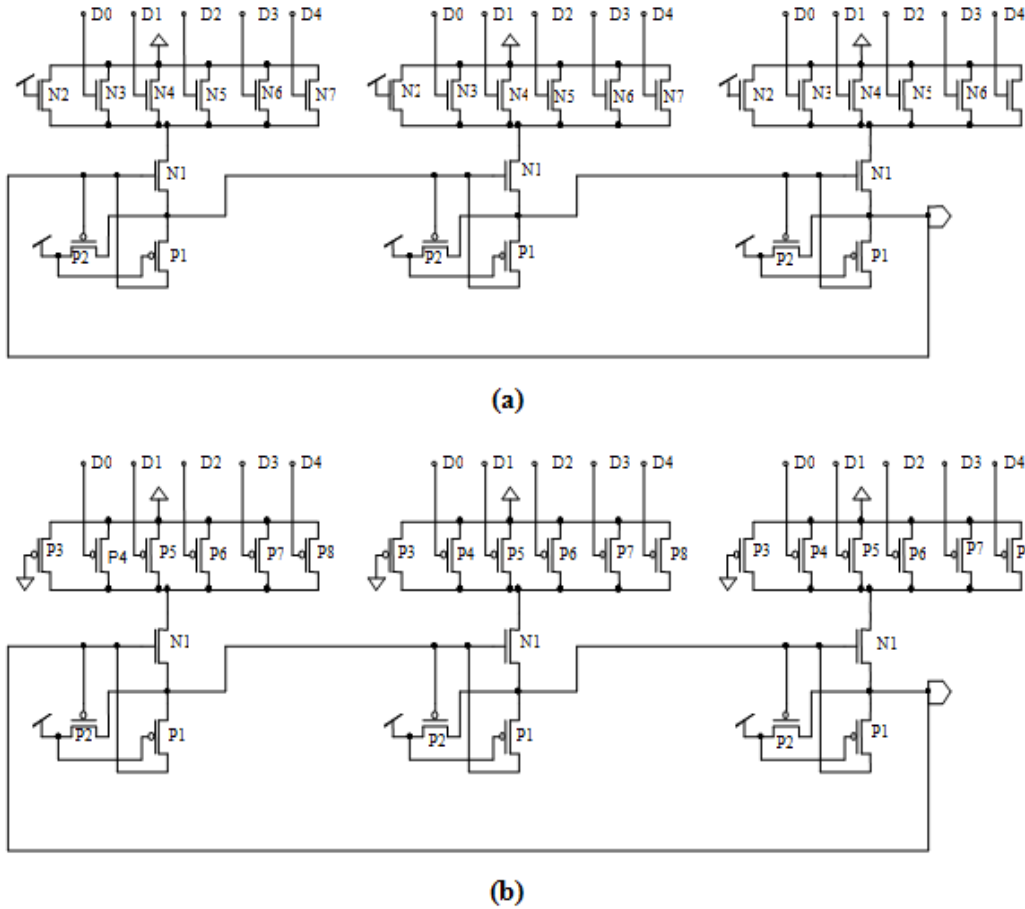 D0 D1 D2 D3 D4 D0 D1 D2 D3 D4 D0 D1 D2 D3 D4
N2 N3 N4 N5 N6 N7 N2 N3 N4 N5 N6 N7 N2 N3 N4 N5 N6
N1 N1 N1
P2 P1 P2 P1 P2 P1
(a)
D0 D1 D2 D3 D4 D0 D1 D2 D3 D4 D0 D1 D2 D3 D4
P3 P4 P5 P6 P7 P8 P3 P4 P5 P6 P7 P8 P3 P4 P5 P6 P7 P
N1 N1 N1
P2 P1 P2 P1 P2 P1
(b)